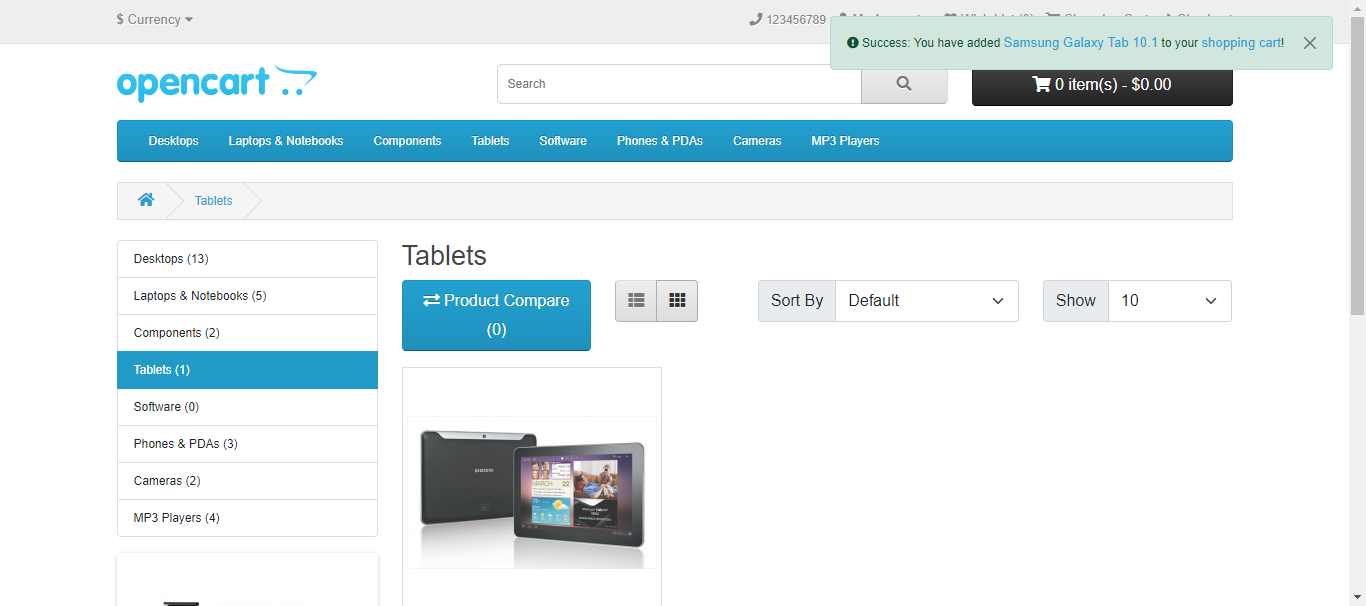 $ Currency
123456789
Success: You have added Samsung Galaxy Tab 10.1 to your shopping cart!
opencart
Search
0 item(s) - $0.00
Desktops
Laptops & Notebooks
Components
Tablets
Software
Phones & PDAs
Cameras
MP3 Players
Tablets
Desktops (13)
Laptops & Notebooks (5)
Components (2)
Tablets (1)
Software (0)
Phones & PDAs (3)
Cameras (2)
MP3 Players (4)
Tablets
Product Compare
(0)
Sort By
Default
Show
10
SAMSUNG
MARCH 22